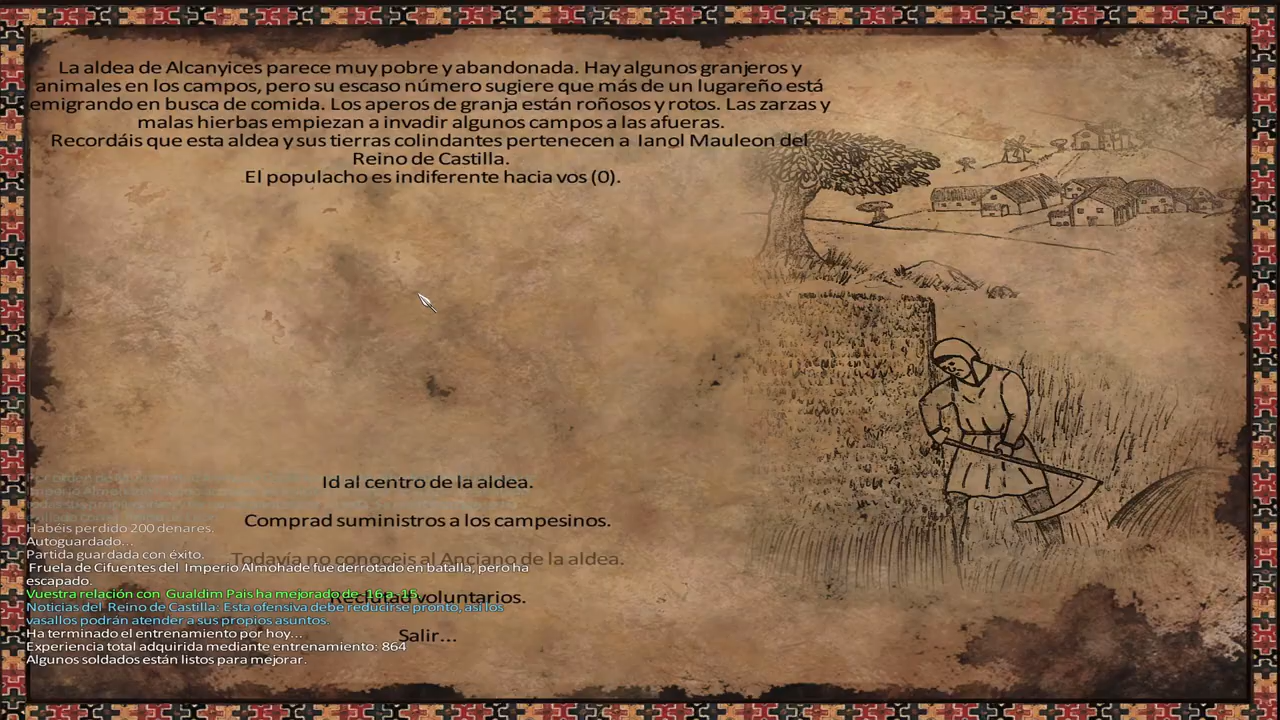 La aldea de Alcanyices parece muy pobre y abandonada. Hay algunos granjeros y
animales en los campos, pero su escaso número sugiere que más de un lugareño está
emigrando en busca de comida. Los aperos de granja están roñosos y rotos. Las zarzas y
malas hierbas empiezan a invadir algunos campos a las afueras.
Recordáis que esta aldea y sus tierras colindantes pertenecen a Ianol Mauleon del
Reino de Castilla.
El populacho es indiferente hacia vos (0).
Id al centro de la aldea.
Comprad suministros a los campesinos.
Todavía no conoceis al Anciano de la aldea.
Reclutad voluntarios.
Salir...
Habéis perdido 200 denares.
Autoguardado...
Partida guardada con éxito.
Fruela de Cifuentes del Imperio Almohade fue derrotado en batalla, pero ha
escapado.
Vuestra relación con Gualdim Pais ha mejorado de -16 a -15.
Noticias del Reino de Castilla: Esta ofensiva debe reducirse pronto, así los
vasallos podrán atender a sus propios asuntos.
Ha terminado el entrenamiento por hoy...
Experiencia total adquirida mediante entrenamiento: 864
Algunos soldados están listos para mejorar.